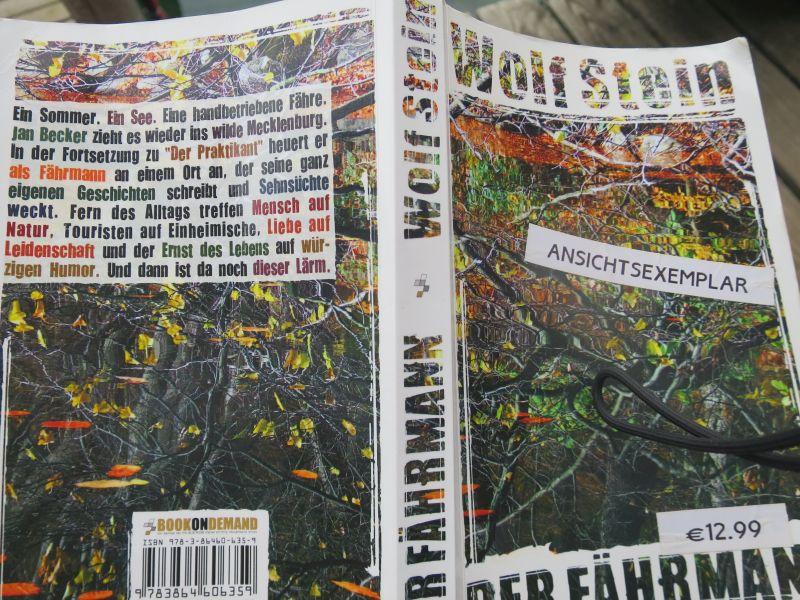 Ein Sommer. Ein See. Eine handbetriebene Fähre.
Jan Becker zieht es wieder ins wilde Mecklenburg.
In der Fortsetzung zu "Der Praktikant" heuert er
als Fährmann an einem Ort an, der seine ganz
eigenen Geschichten schreibt und Sehnsüchte
weckt. Fern des Alltags treffen Mensch auf
Natur, Touristen auf Einheimische, Liebe auf
Leidenschaft und der Ernst des Lebens auf wür-
zigen Humor. Und dann ist da noch dieser Lärm.
BOOKONDEMAND
ISBN 978-3-86460-635-9
9783864606359
Wolf Stein
R FÄHRMANN
Wolf Stein
ANSICHTSEXEMPLAR
€12.99
DER FÄHRMAN